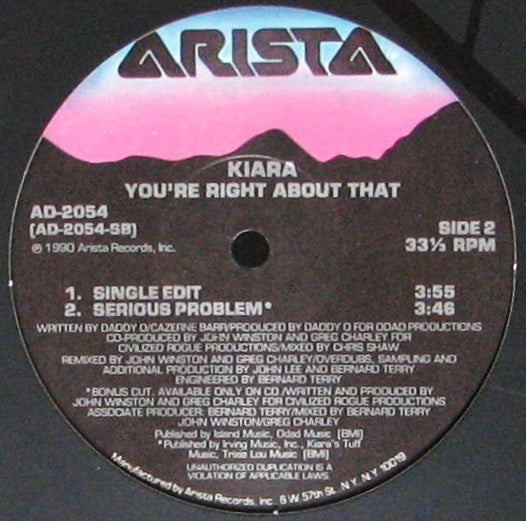 ARISTA
KIARA
YOU'RE RIGHT ABOUT THAT
AD-2054
(AD-2054-SB)
℗ 1990 Arista Records, Inc.
SIDE 2
33⅓ RPM
1. SINGLE EDIT 3:55
2. SERIOUS PROBLEM* 3:46
WRITTEN BY DADDY O/CAZERNE BARR/PRODUCED BY DADDY O FOR ODAD PRODUCTIONS
CO-PRODUCED BY JOHN WINSTON AND GREG CHARLEY FOR
CIVILIZED ROGUE PRODUCTIONS/MIXED BY CHRIS SHAW
REMIXED BY JOHN WINSTON AND GREG CHARLEY/OVERDUBS, SAMPLING AND
ADDITIONAL PRODUCTION BY JOHN LEE AND BERNARD TERRY
ENGINEERED BY BERNARD TERRY
*BONUS CUT. AVAILABLE ONLY ON CD/WRITTEN AND PRODUCED BY
JOHN WINSTON AND GREG CHARLEY FOR CIVILIZED ROGUE PRODUCTIONS
ASSOCIATE PRODUCER: BERNARD TERRY/MIXED BY BERNARD TERRY
JOHN WINSTON/GREG CHARLEY
Published by Island Music, Odad Music (BMI)
*Published by Irving Music, Inc., Kiara's Tuff
Music, Trixie Lou Music (BMI)
UNAUTHORIZED DUPLICATION IS A
VIOLATION OF APPLICABLE LAWS.
Manufactured by Arista Records, Inc. 6 W 57th St. N.Y. N.Y. 10019